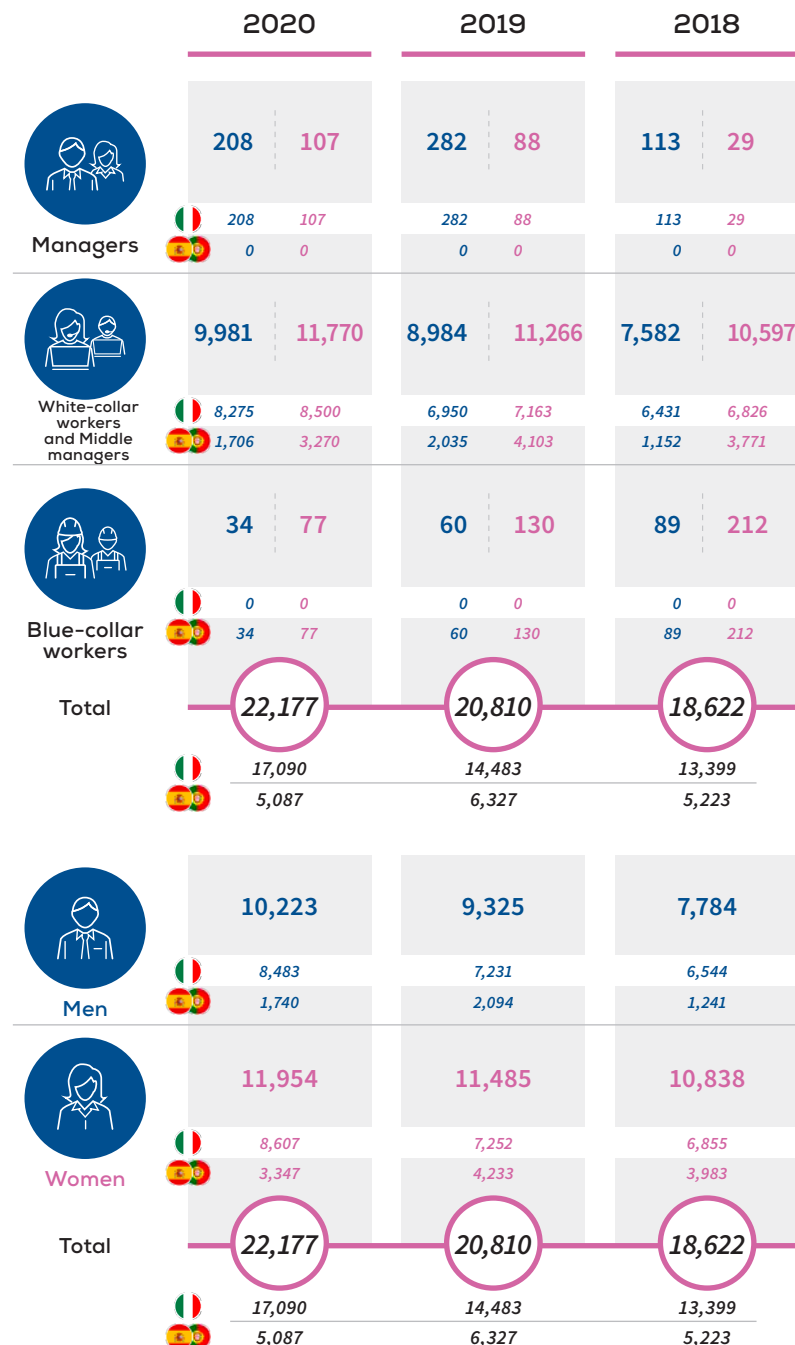 2020 2019 2018
208 107 282 88 113 29
208 107 282 88 113 29
Managers 0 0 0 0 0 0
9,981 11,770 8,984 11,266 7,582 10,597
White-collar
workers
and Middle
managers
8,275 8,500 6,950 7,163 6,431 6,826
1,706 3,270 2,035 4,103 1,152 3,771
34 77 60 130 89 212
0 0 0 0 0 0
Blue-collar
workers
34 77 60 130 89 212
Total 22,177 20,810 18,622
17,090 14,483 13,399
5,087 6,327 5,223
10,223 9,325 7,784
8,483 7,231 6,544
Men 1,740 2,094 1,241
11,954 11,485 10,838
8,607 7,252 6,855
Women 3,347 4,233 3,983
Total 22,177 20,810 18,622
17,090 14,483 13,399
5,087 6,327 5,223